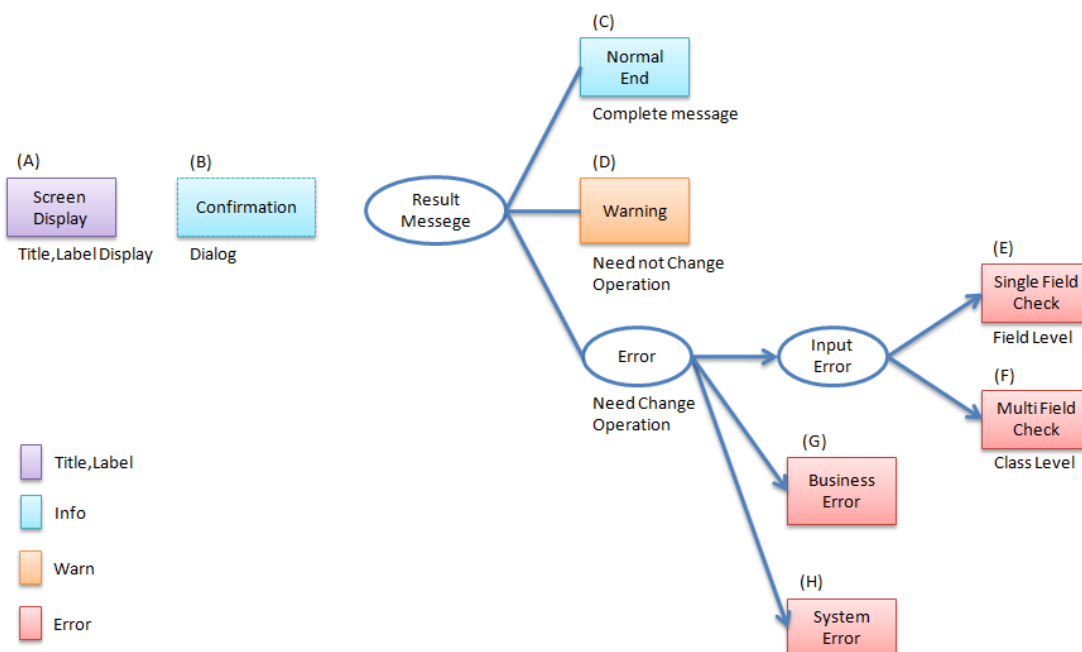 (C)
Normal
End
Complete message
(A)
Screen
Display
Title,Label Display
(B)
Confirmation
Dialog
Result
Messege
(D)
Warning
Need not Change
Operation
Error
Need Change
Operation
Input
Error
(E)
Single Field
Check
Field Level
(F)
Multi Field
Check
Class Level
(G)
Business
Error
(H)
System
Error
Title,Label
Info
Warn
Error